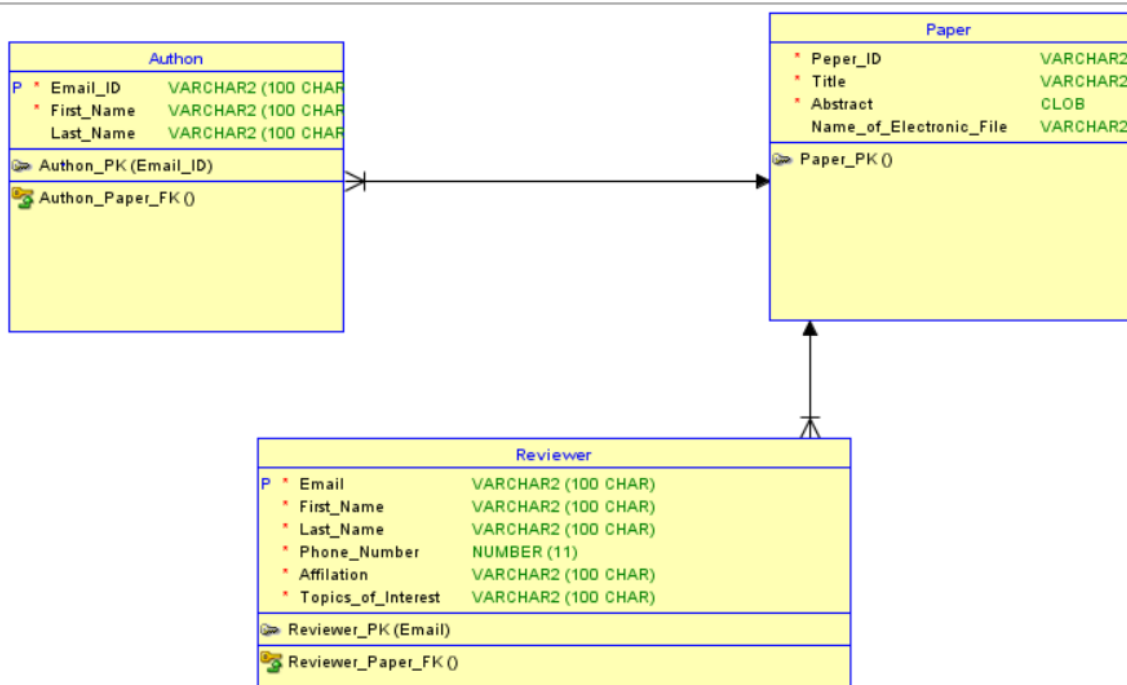 Authon
P * Email_ID VARCHAR2 (100 CHAR
* First_Name VARCHAR2 (100 CHAR
Last_Name VARCHAR2 (100 CHAR
Authon_PK (Email_ID)
Authon_Paper_FK ()
Paper
* Peper_ID VARCHAR2
* Title VARCHAR2
* Abstract CLOB
Name_of_Electronic_File VARCHAR2
Paper_PK ()
Reviewer
P * Email VARCHAR2 (100 CHAR)
* First_Name VARCHAR2 (100 CHAR)
* Last_Name VARCHAR2 (100 CHAR)
* Phone_Number NUMBER (11)
* Affilation VARCHAR2 (100 CHAR)
* Topics_of_Interest VARCHAR2 (100 CHAR)
Reviewer_PK (Email)
Reviewer_Paper_FK ()